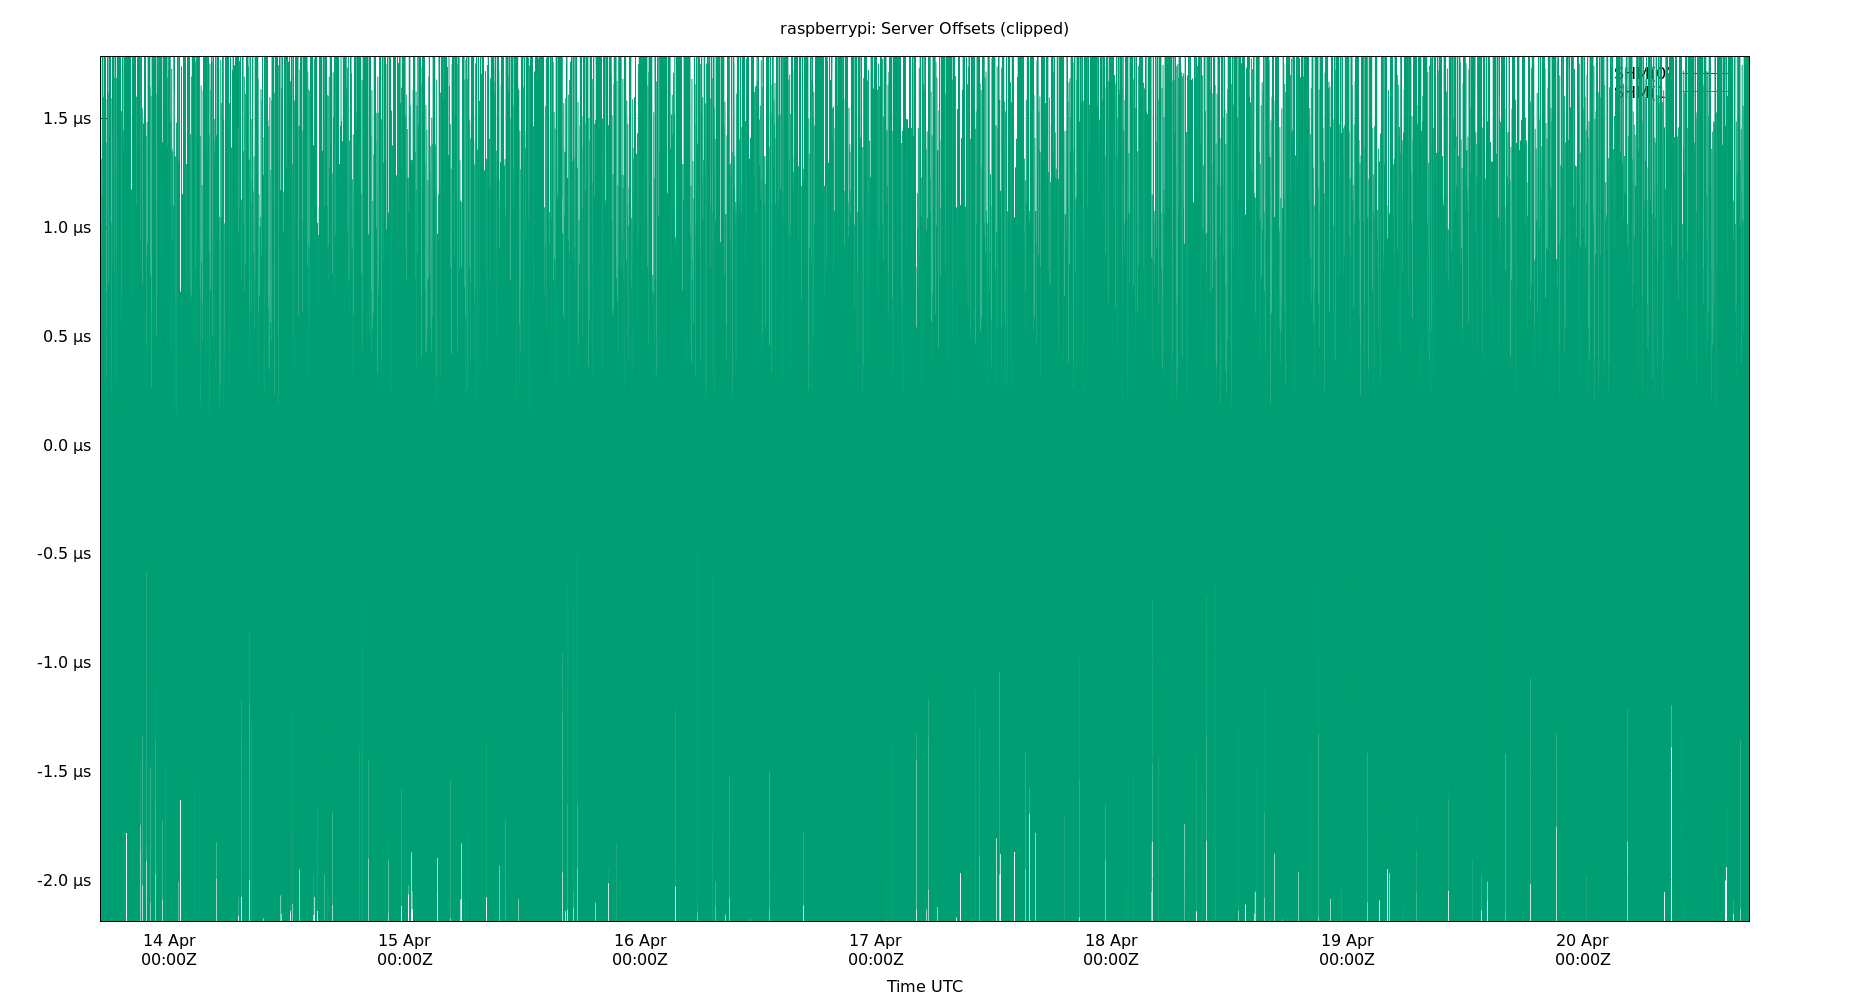 raspberrypi: Server Offsets (clipped)
SHM(0)
1.5 µs
1.0 µs
0.5 µs
0.0 µs
-0.5 µs
-1.0 µs
-1.5 µs
-2.0 µs
14 Apr 15 Apr 16 Apr 17 Apr 18 Apr 19 Apr 20 Apr
00:00Z 00:00Z 00:00Z 00:00Z 00:00Z 00:00Z 00:00Z
Time UTC